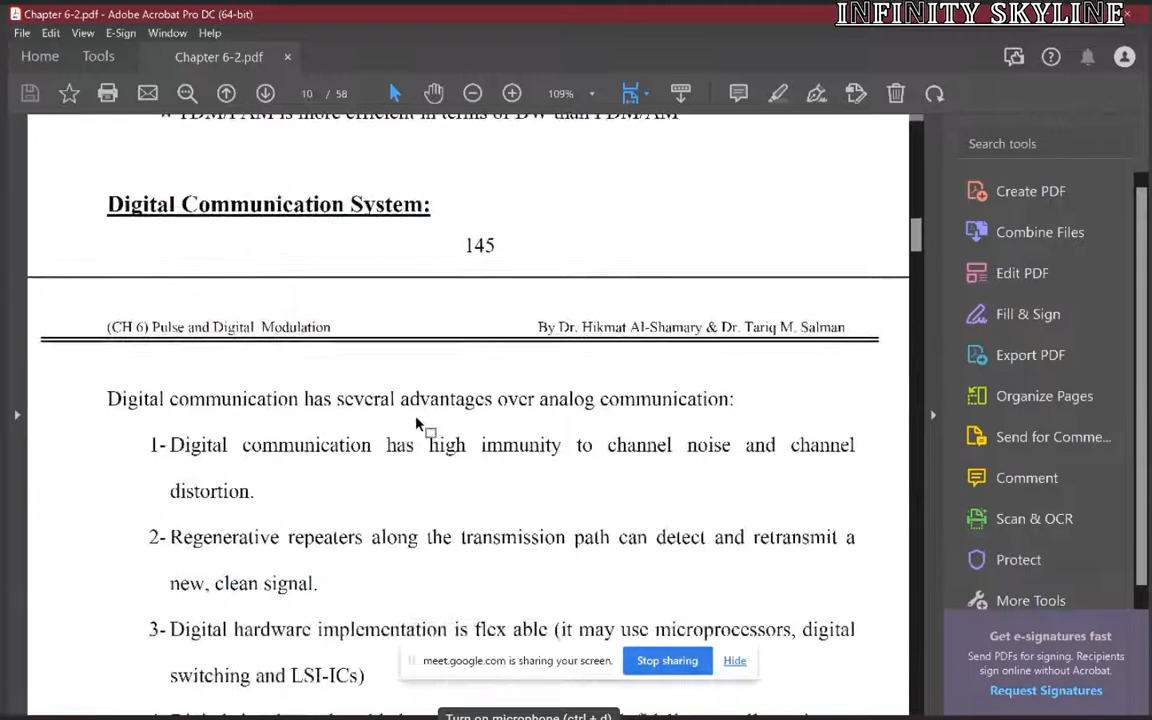 Chapter 6-2.pdf - Adobe Acrobat Pro DC (64-bit)
INFINITY SKYLINE
File Edit View E-Sign Window Help
Home Tools Chapter 6-2.pdf ×
10 / 58 109%
TDM/PAM is more efficient in terms of BW than FDM/AM
Digital Communication System:
145
(CH 6) Pulse and Digital Modulation By Dr. Hikmat Al-Shamary & Dr. Tariq M. Salman
Digital communication has several advantages over analog communication:
1- Digital communication has high immunity to channel noise and channel
distortion.
2- Regenerative repeaters along the transmission path can detect and retransmit a
new, clean signal.
3- Digital hardware implementation is flex able (it may use microprocessors, digital
switching and LSI-ICs)
meet.google.com is sharing your screen. Stop sharing Hide
Turn on microphone (ctrl + d)
Search tools
Create PDF
Combine Files
Edit PDF
Fill & Sign
Export PDF
Organize Pages
Send for Comme...
Comment
Scan & OCR
Protect
More Tools
Get e-signatures fast
Send PDFs for signing. Recipients
sign online without Acrobat.
Request Signatures